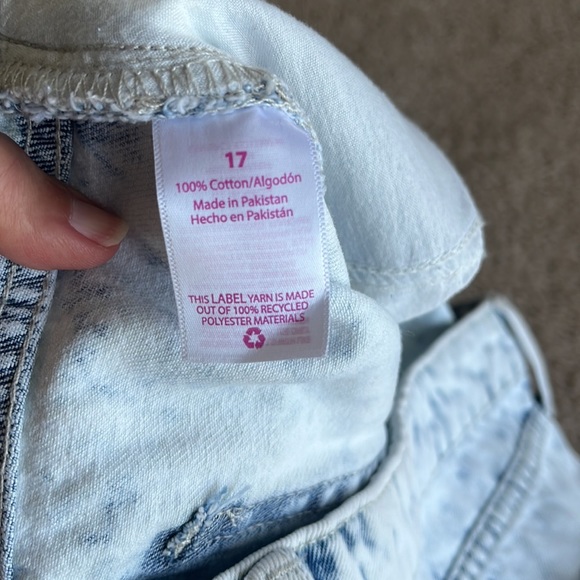 17
100% Cotton/Algodón
Made in Pakistan
Hecho en Pakistán
THIS LABEL YARN IS MADE
OUT OF 100% RECYCLED
POLYESTER MATERIALS